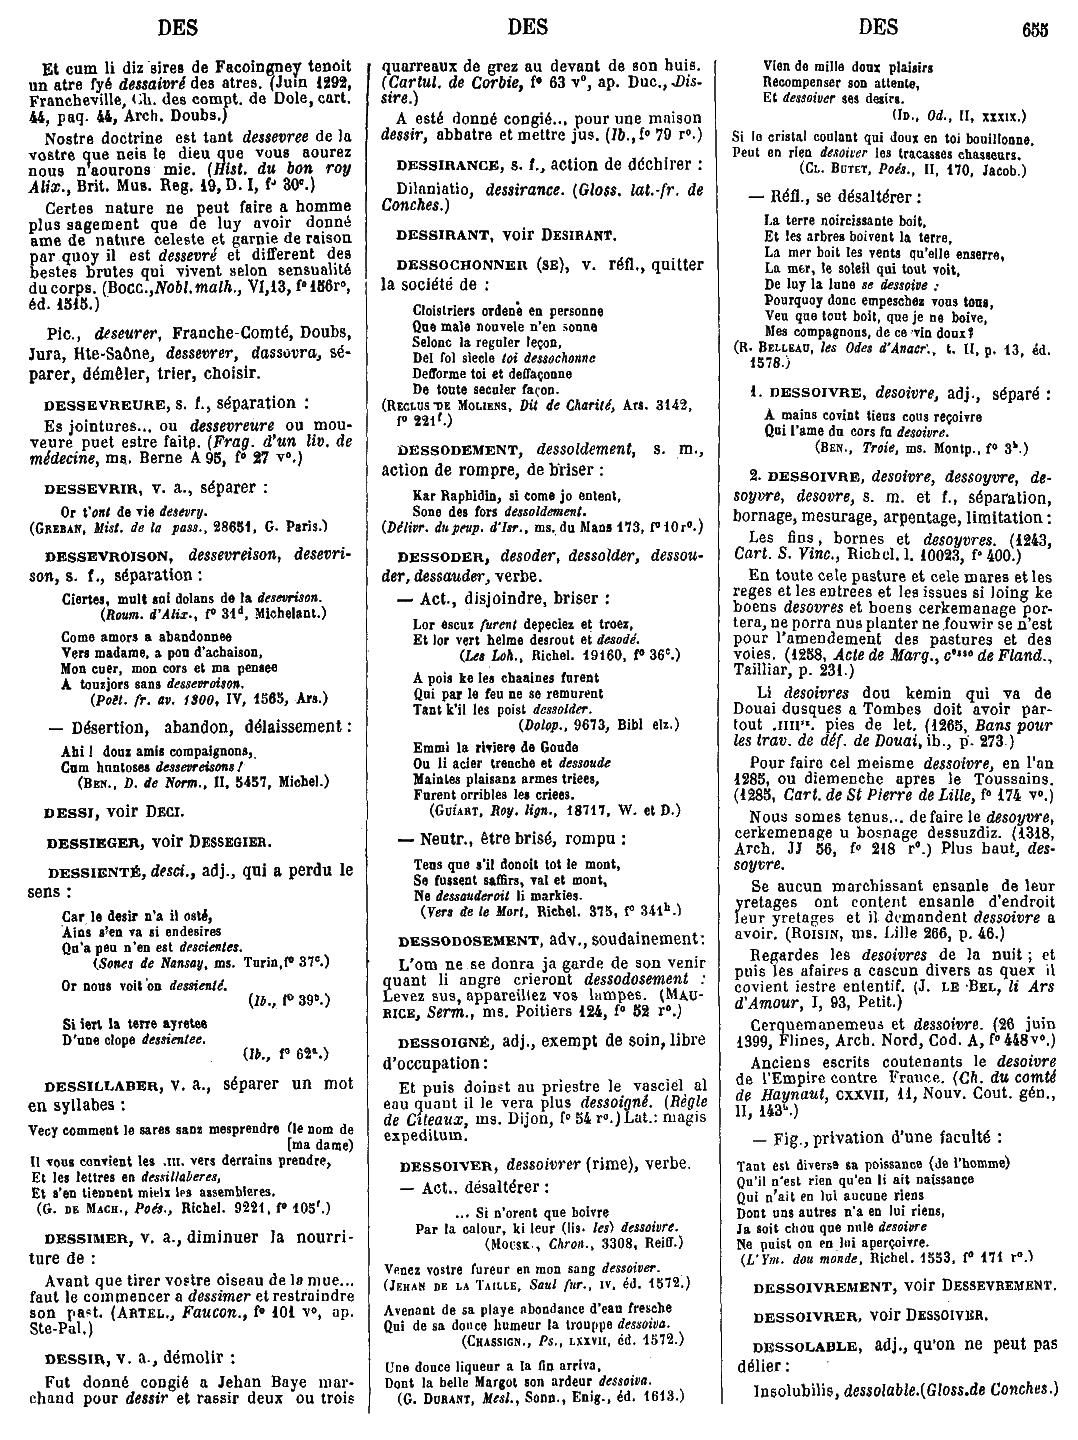 DES
DES
DES 655
Et cum li diz sires de Facoingney tenoit
un atre fyé dessaivré des atres. (Juin 1292,
Francheville, Ch. des compt. de Dole, cart.
44, paq. 44, Arch. Doubs.)
Nostre doctrine est tant dessevree de la
vostre que neis le dieu que vous aourez
nous n'aourons mie. (Hist. du bon roy
Alix., Brit. Mus. Reg. 19, D. I, f° 30c.)
Certes nature ne peut faire a homme
plus sagement que de luy avoir donné
ame de nature celeste et garnie de raison
par quoy il est dessevré et different des
bestes brutes qui vivent selon sensualité
du corps. (Bocc., Nobl. malh., VI, 13, f° 156r°,
éd. 1515.)
Pic., deseurer, Franche-Comté, Doubs,
Jura, Hte-Saône, dessevrer, dassovra, sé-
parer, démêler, trier, choisir.
DESSEVREURE, s. f., séparation :
Es jointures... ou dessevreure ou mou-
veure puet estre faite. (Frag. d'un liv. de
médecine, ms. Berne A 95, f° 27 v°.)
DESSEVRIR, v. a., séparer :
Or t'ont de vie desevry.
(Greban, Mist. de la pass., 28651, G. Paris.)
DESSEVROISON, dessevreison, desevri-
son, s. f., séparation :
Ciertes, mult sui dolans de la desevrison.
(Roum. d'Alix., f° 31d, Michelant.)
Come amors a abandonnee
Vers madame, a pou d'achaison,
Mon cuer, mon cors et ma pensee
A touzjors sans dessevroison.
(Poët. fr. av. 1300, IV, 1565, Ars.)
— Désertion, abandon, délaissement :
Ahi ! douz amis compaignons,
Cum huntoses dessevreisons !
(Ben., D. de Norm., II, 5457, Michel.)
DESSI, voir Deci.
DESSIEGER, voir Dessegier.
DESSIENTÉ, desci., adj., qui a perdu le
sens :
Car le desir n'a il osté,
Ains s'en va si endesires
Qu'a peu n'en est descientes.
(Sones de Nansay, ms. Turin, f° 37c.)
Or nous voit on dessienté.
(Ib., f° 39b.)
Si iert la terre ayretee
D'une clope dessientee.
(Ib., f° 62a.)
DESSILLABER, v. a., séparer un mot
en syllabes :
Vecy comment le sares sanz mesprendre (le nom de
[ma dame)
Il vous convient les .III. vers derrains prendre,
Et les lettres en dessillaberes,
Et s'en tiennent mielx les assembleres.
(G. de Mach., Poés., Richel. 9221, f° 105f.)
DESSIMER, v. a., diminuer la nourri-
ture de :
Avant que tirer vostre oiseau de la mue...
faut le commencer a dessimer et restraindre
son past. (Artel., Faucon., f° 101 v°, ap.
Ste-Pal.)
DESSIR, v. a., démolir :
Fut donné congié a Jehan Baye mar-
chand pour dessir et rassir deux ou trois
quarreaux de grez au devant de son huis.
(Cartul. de Corbie, f° 63 v°, ap. Duc., Dis-
sire.)
A esté donné congié... pour une maison
dessir, abbatre et mettre jus. (Ib., f° 79 r°.)
DESSIRANCE, s. f., action de déchirer :
Dilaniatio, dessirance. (Gloss. lat.-fr. de
Conches.)
DESSIRANT, voir Desirant.
DESSOCHONNER (se), v. réfl., quitter
la société de :
Cloistriers ordené en personne
Que male nouvele n'en sonne
Selonc la reguler leçon,
Del fol siecle toi dessochonne
Defforme toi et deffaçonne
De toute seculer façon.
(Reclus de Moliens, Dit de Charité, Ars. 3142,
f° 221f.)
DESSODEMENT, dessoldement, s. m.,
action de rompre, de briser :
Kar Raphidin, si come jo entent,
Sone des fors dessoldement.
(Délivr. du peup. d'Isr., ms. du Mans 173, f° 10 r°.)
DESSODER, desoder, dessolder, dessou-
der, dessauder, verbe.
— Act., disjoindre, briser :
Lor escuz furent depeciez et troez,
Et lor vert helme desrout et desodé.
(Les Loh., Richel. 19160, f° 36c.)
A pois ke les chaaines furent
Qui par le feu ne se remurent
Tant k'il les poist dessolder.
(Dolop., 9673, Bibl elz.)
Emmi la riviere de Goude
Ou li acier trenche et dessoude
Maintes plaisanz armes triees,
Furent orribles les criees.
(Guiart, Roy. lign., 18717, W. et D.)
— Neutr., être brisé, rompu :
Tens que s'il donoit tot le mont,
Se fussent saffirs, val et mont,
Ne dessauderoit li markies.
(Vers de le Mort, Richel. 375, f° 341b.)
DESSODOSEMENT, adv., soudainement :
L'om ne se donra ja garde de son venir
quant li angre crieront dessodosement :
Levez sus, appareillez vos lampes. (Mau-
rice, Serm., ms. Poitiers 124, f° 52 r°.)
DESSOIGNÉ, adj., exempt de soin, libre
d'occupation :
Et puis doinst au priestre le vasciel al
eau quant il le vera plus dessoigné. (Règle
de Citeaux, ms. Dijon, f° 54 r°.) Lat.: magis
expeditum.
DESSOIVER, dessoivrer (rime), verbe.
— Act., désaltérer :
... Si n'orent que boivre
Par la calour, ki leur (lis. les) dessoivre.
(Mousk., Chron., 3308, Reiff.)
Venez vostre fureur en mon sang dessoiver.
(Jehan de la Taille, Saul fur., IV, éd. 1572.)
Avenant de sa playe abondance d'eau fresche
Qui de sa douce humeur la trouppe dessoiva.
(Chassign., Ps., LXXVII, éd. 1572.)
Une douce liqueur a la fin arriva,
Dont la belle Margot son ardeur dessoiva.
(G. Durant, Mesl., Sonn., Enig., éd. 1613.)
Vien de mille doux plaisirs
Recompenser son attente,
Et dessoiver ses desirs.
(Id., Od., II, XXXIX.)
Si le cristal coulant qui doux en toi bouillonne.
Peut en rien desoiver les tracasses chasseurs.
(Cl. Butet, Poés., II, 170, Jacob.)
— Réfl., se désaltérer :
La terre noircissante boit,
Et les arbres boivent la terre,
La mer boit les vents qu'elle enserre,
La mer, le soleil qui tout voit,
De luy la lune se dessoive :
Pourquoy donc empeschez vous tous,
Veu que tout boit, que je ne boive,
Mes compagnons, de ce vin doux ?
(R. Belleau, les Odes d'Anacr., t. II, p. 13, éd.
1578.)
1. DESSOIVRE, desoivre, adj., séparé :
A mains covint tieus cous reçoivre
Qui l'ame du cors fu desoivre.
(Ben., Troie, ms. Montp., f° 3b.)
2. DESSOIVRE, desoivre, dessoyvre, de-
soyvre, desovre, s. m. et f., séparation,
bornage, mesurage, arpentage, limitation :
Les fins, bornes et desoyvres. (1243,
Cart. S. Vinc., Richel. l. 10023, f° 400.)
En toute cele pasture et cele mares et les
reges et les entrees et les issues si loing ke
boens desovres et boens cerkemanage por-
tera, ne porra nus planter ne fouwir se n'est
pour l'amendement des pastures et des
voies. (1258, Acte de Marg., csse de Fland.,
Tailliar, p. 231.)
Li desoivres dou kemin qui va de
Douai dusques a Tombes doit avoir par-
tout .IIIIxx. pies de let. (1265, Bans pour
les trav. de déf. de Douai, ib., p. 273.)
Pour faire cel meisme dessoivre, en l'an
1285, ou diemenche apres le Toussains.
(1285, Cart. de St Pierre de Lille, f° 174 v°.)
Nous somes tenus... de faire le desoyvre,
cerkemenage u bosnage dessuzdiz. (1318,
Arch. JJ 56, f° 218 r°.) Plus haut, des-
soyvre.
Se aucun marchissant ensanle de leur
yretages ont content ensanle d'endroit
leur yretages et il demandent dessoivre a
avoir. (Roisin, ms. Lille 266, p. 46.)
Regardes les desoivres de la nuit ; et
puis les afaires a cascun divers as quex il
covient iestre ententif. (J. le Bel, li Ars
d'Amour, I, 93, Petit.)
Cerquemanemeus et dessoivre. (26 juin
1399, Flines, Arch. Nord, Cod. A, f° 448 v°.)
Anciens escrits coutenants le desoivre
de l'Empire contre France. (Ch. du comté
de Haynaut, CXXVII, 11, Nouv. Cout. gén.,
II, 143b.)
— Fig., privation d'une faculté :
Tant est diverse sa poissance (de l'homme)
Qu'il n'est rien qu'en li ait naissance
Qui n'ait en lui aucune riens
Dont uns autres n'a en lui riens,
Ja soit chou que nule desoivre
Ne puist on en lui aperçoivre.
(L'Ym. dou monde, Richel. 1553, f° 171 r°.)
DESSOIVREMENT, voir Dessevrement.
DESSOIVRER, voir Dessoiver.
DESSOLABLE, adj., qu'on ne peut pas
délier :
Insolubilis, dessolable. (Gloss. de Conches.)